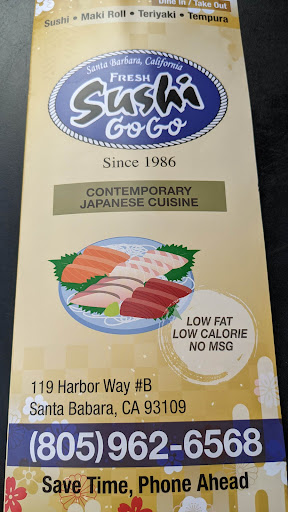 Dine In / Take Out
Sushi • Maki Roll • Teriyaki • Tempura
Santa Barbara, California
FRESH
Sushi
GoGo
Since 1986
CONTEMPORARY
JAPANESE CUISINE
LOW FAT
LOW CALORIE
NO MSG
119 Harbor Way #B
Santa Babara, CA 93109
(805)962-6568
Save Time, Phone Ahead